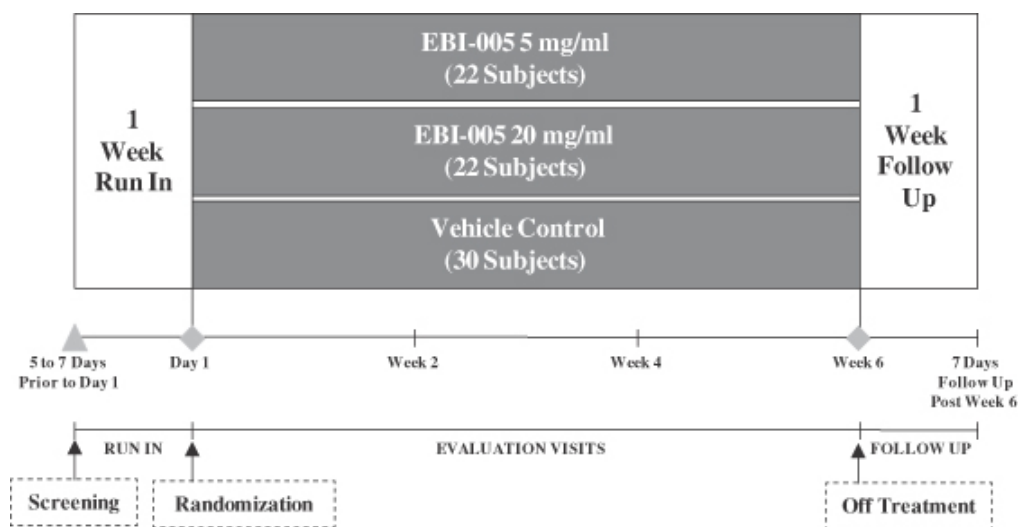 1
Week
Run In
EBI-005 5 mg/ml
(22 Subjects)
EBI-005 20 mg/ml
(22 Subjects)
Vehicle Control
(30 Subjects)
1
Week
Follow
Up
5 to 7 Days
Prior to Day 1
Day 1
Week 2
Week 4
Week 6
7 Days
Follow Up
Post Week 6
RUN IN
EVALUATION VISITS
FOLLOW UP
Screening
Randomization
Off Treatment